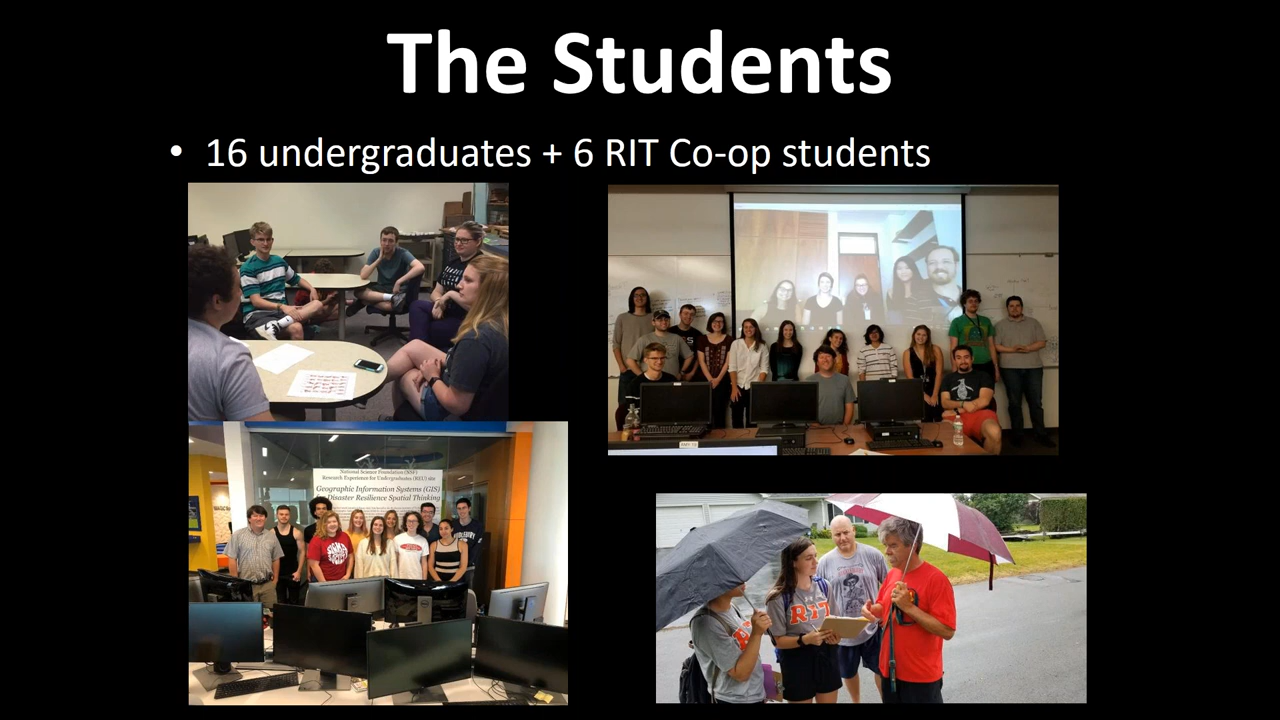 The Students
• 16 undergraduates + 6 RIT Co-op students
National Science Foundation (NSF)
Research Experience for Undergraduates (REU) site
Geographic Information Systems (GIS)
Disaster Resilience Spatial Thinking
RIT